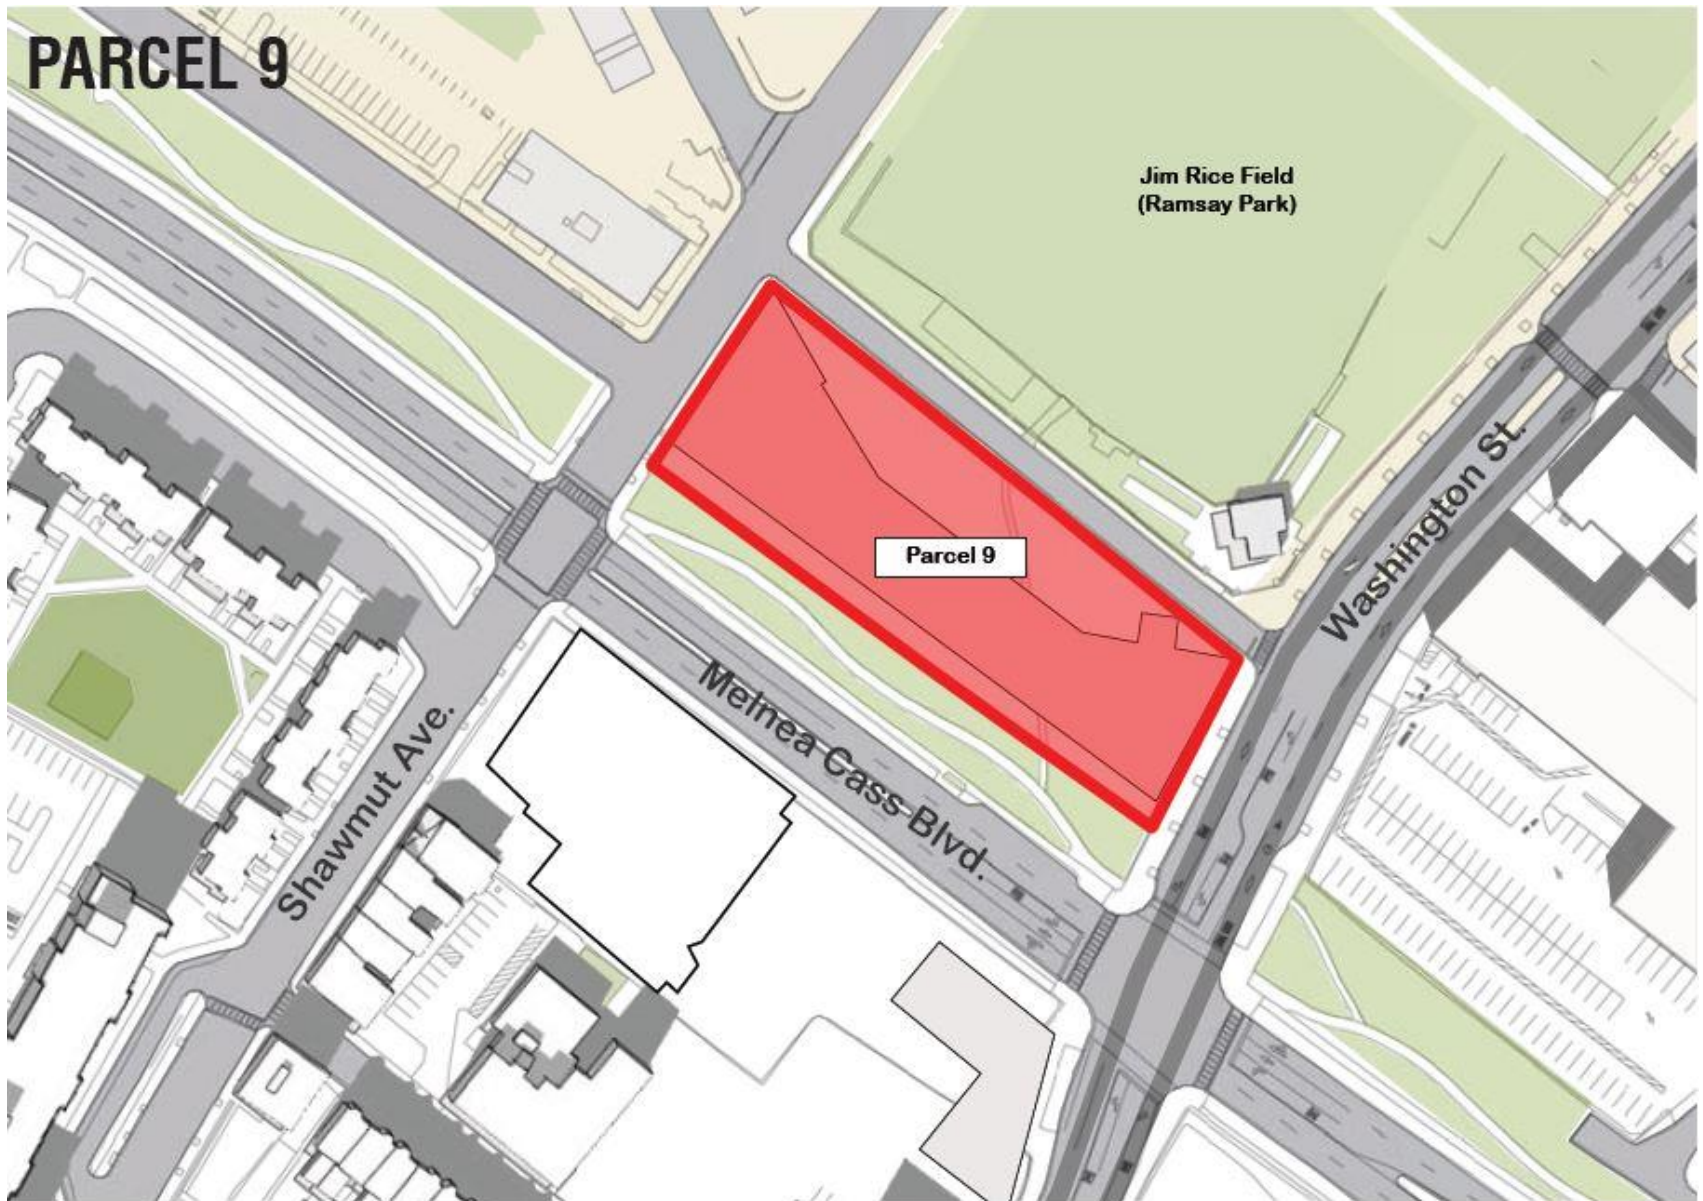 PARCEL 9
Jim Rice Field
(Ramsay Park)
Washington St.
Parcel 9
Melnea Cass Blvd.
Shawmut Ave.